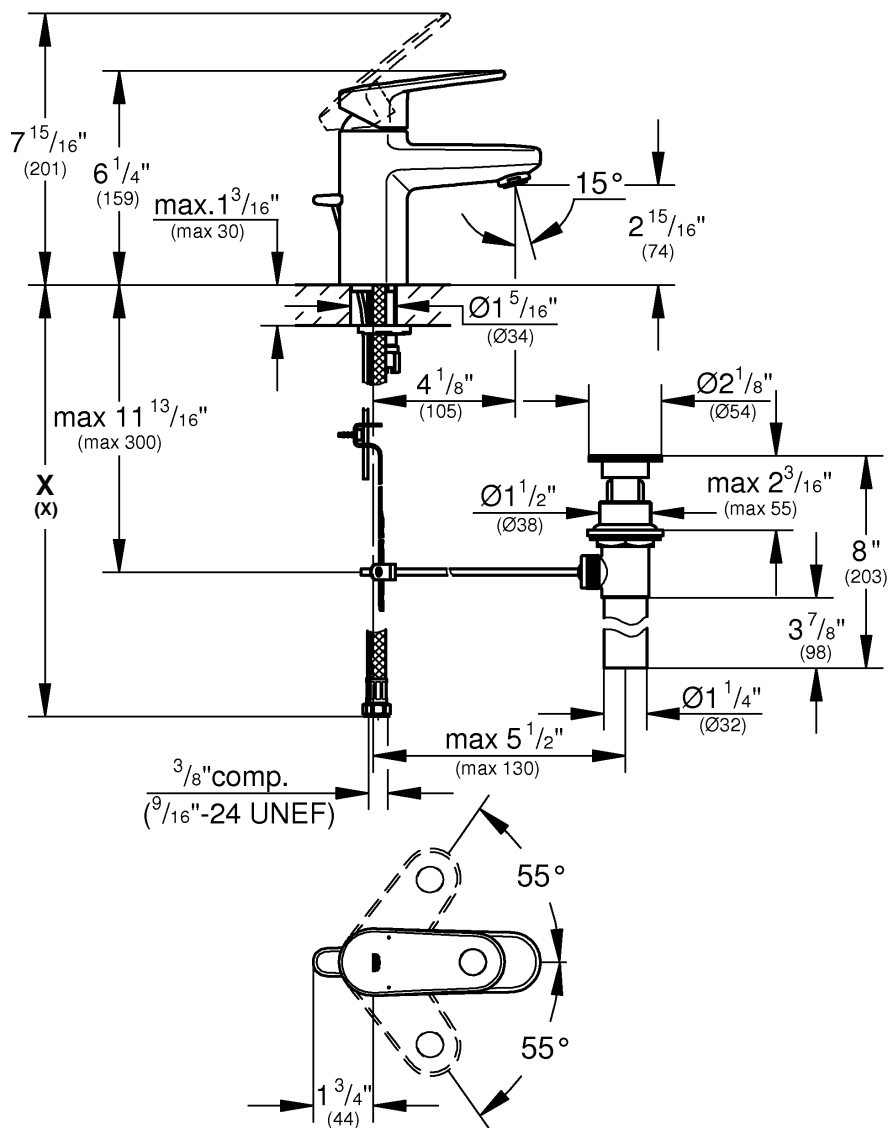 7 15/16"
(201)
6 1/4"
(159)
max.1 3/16"
(max 30)
15°
2 15/16"
(74)
Ø1 5/16"
(Ø34)
4 1/8"
(105)
Ø2 1/8"
(Ø54)
max 11 13/16"
(max 300)
X
(X)
Ø1 1/2"
(Ø38)
max 2 3/16"
(max 55)
8"
(203)
3 7/8"
(98)
Ø1 1/4"
(Ø32)
max 5 1/2"
(max 130)
3/8"comp.
(9/16"-24 UNEF)
55°
55°
1 3/4"
(44)